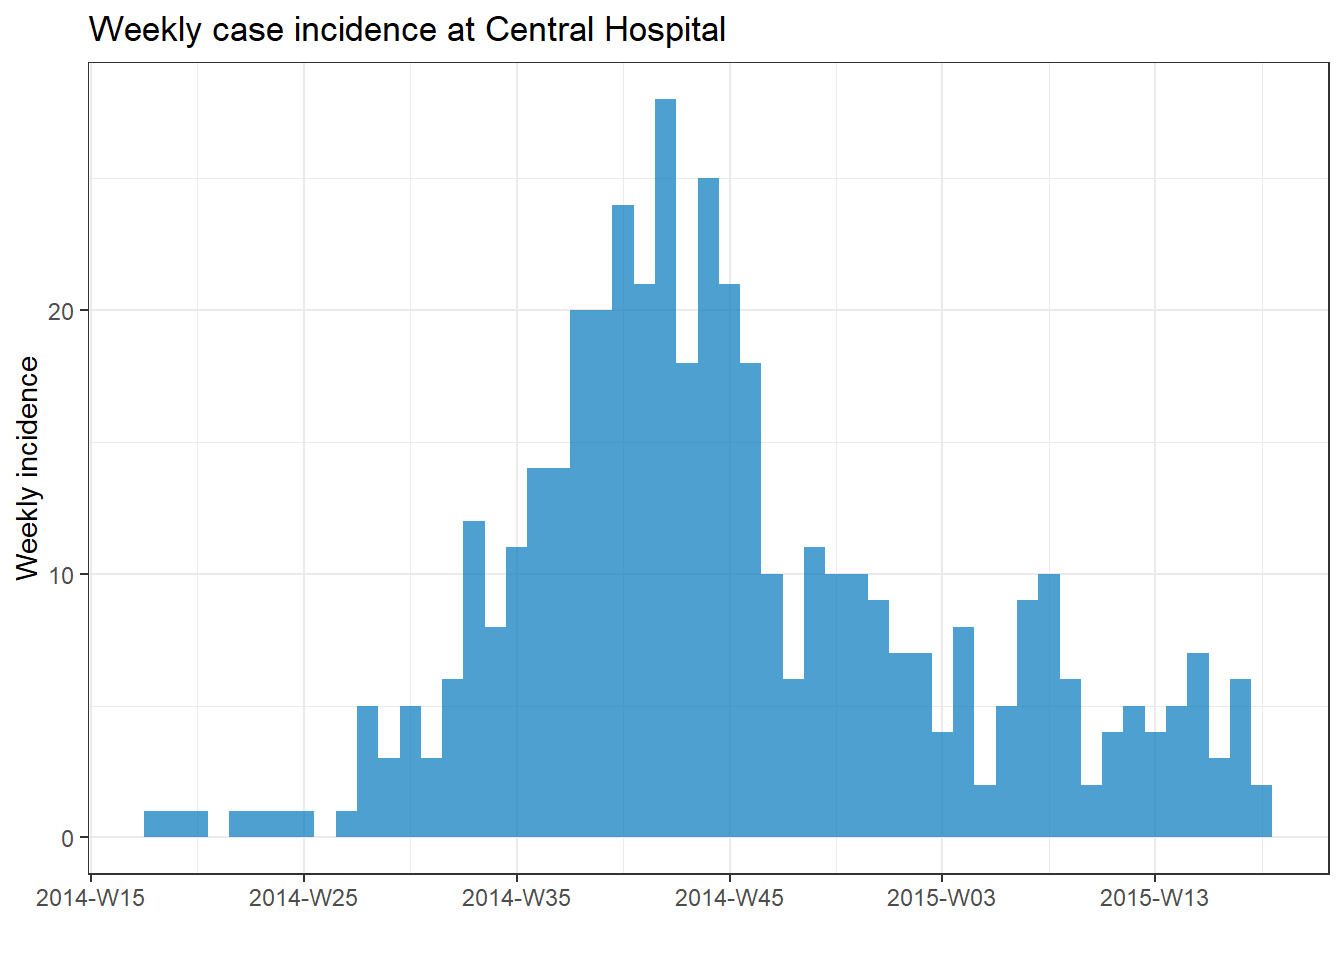 Weekly case incidence at Central Hospital
Weekly incidence
20
10
0
2014-W15 2014-W25 2014-W35 2014-W45 2015-W03 2015-W13